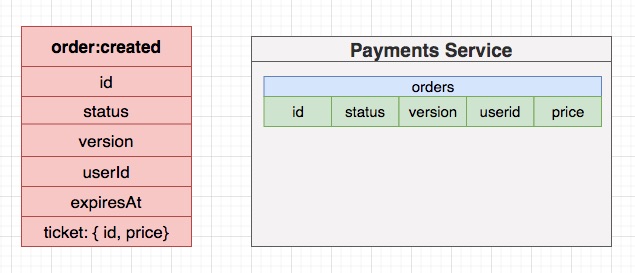 order:created
id
status
version
userId
expiresAt
ticket: { id, price}
Payments Service
orders
id status version userid price